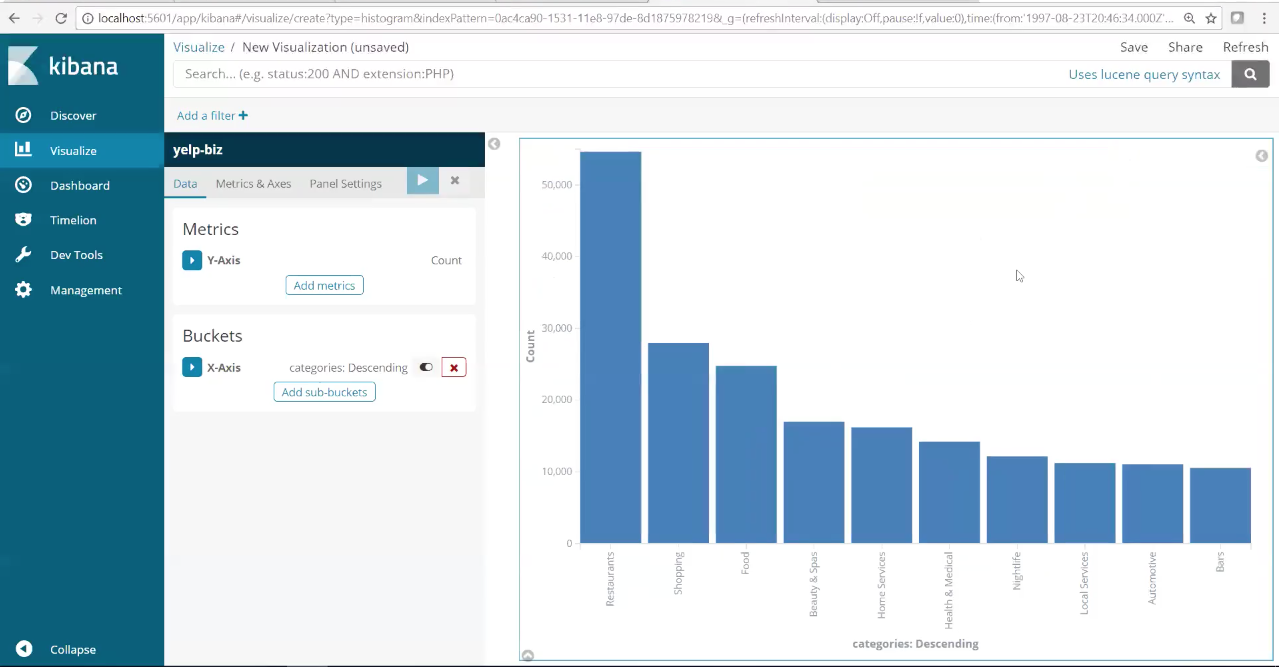 localhost:5601/app/kibana#/visualize/create?type=histogram&indexPattern=0ac4ca90-1531-11e8-97de-8d1875978219&_g=(refreshInterval:(display:Off,pause:!f,value:0),time:(from:'1997-08-23T20:46:34.000Z'...
kibana
Discover
Visualize
Dashboard
Timelion
Dev Tools
Management
Collapse
Visualize / New Visualization (unsaved)
Save Share Refresh
Search... (e.g. status:200 AND extension:PHP)
Uses lucene query syntax
Add a filter +
yelp-biz
Data Metrics & Axes Panel Settings
Metrics
Y-Axis Count
Add metrics
Buckets
X-Axis categories: Descending
Add sub-buckets
50,000
40,000
30,000
20,000
10,000
0
Count
Restaurants
Shopping
Food
Beauty & Spas
Home Services
Health & Medical
Nightlife
Local Services
Automotive
Bars
categories: Descending